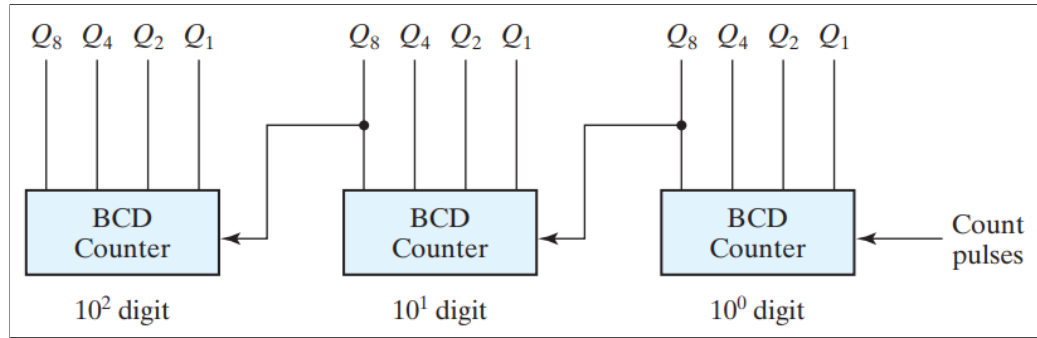 Q₈ Q₄ Q₂ Q₁ Q₈ Q₄ Q₂ Q₁ Q₈ Q₄ Q₂ Q₁
BCD
Counter
BCD
Counter
BCD
Counter
Count
pulses
10² digit 10¹ digit 10⁰ digit